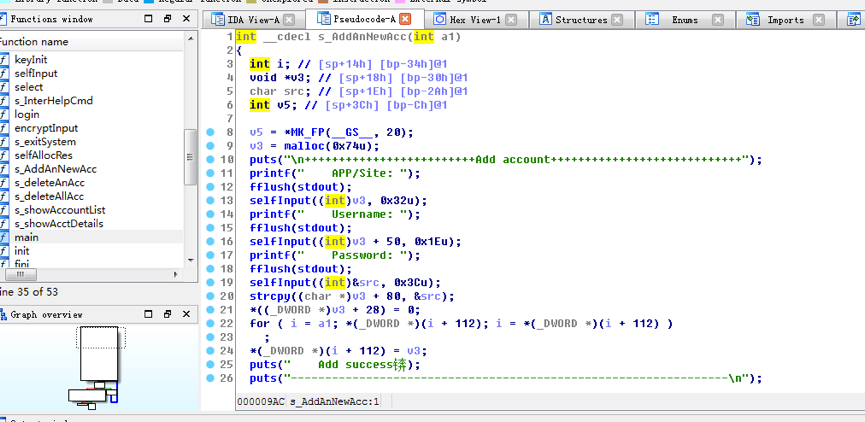 IDA View-A
Pseudocode-A
Hex View-1
Structures
Enums
Imports
Functions window
Function name
keyInit
selfInput
select
s_InterHelpCmd
login
encryptInput
s_exitSystem
selfAllocRes
s_AddAnNewAcc
s_deleteAnAcc
s_deleteAllAcc
s_showAccountList
s_showAcctDetails
main
init
fini
ine 35 of 53
Graph overview
1 int __cdecl s_AddAnNewAcc(int a1)
2 {
3 int i; // [sp+14h] [bp-34h]@1
4 void *v3; // [sp+18h] [bp-30h]@1
5 char src; // [sp+1Eh] [bp-2Ah]@1
6 int v5; // [sp+3Ch] [bp-Ch]@1
7
8 v5 = *MK_FP(__GS__, 20);
9 v3 = malloc(0x74u);
10 puts("\n+++++++++++++++++++++++++Add account++++++++++++++++++++++++++++");
11 printf("    APP/Site: ");
12 fflush(stdout);
13 selfInput((int)v3, 0x32u);
14 printf("    Username: ");
15 fflush(stdout);
16 selfInput((int)v3 + 50, 0x1Eu);
17 printf("    Password: ");
18 fflush(stdout);
19 selfInput((int)&src, 0x3Cu);
20 strcpy((char *)v3 + 80, &src);
21 *((_DWORD *)v3 + 28) = 0;
22 for ( i = a1; *(_DWORD *)(i + 112); i = *(_DWORD *)(i + 112) )
23 ;
24 *(_DWORD *)(i + 112) = v3;
25 puts("    Add success锛);
26 puts("----------------------------------------------------------------\n");
000009AC s_AddAnNewAcc:1